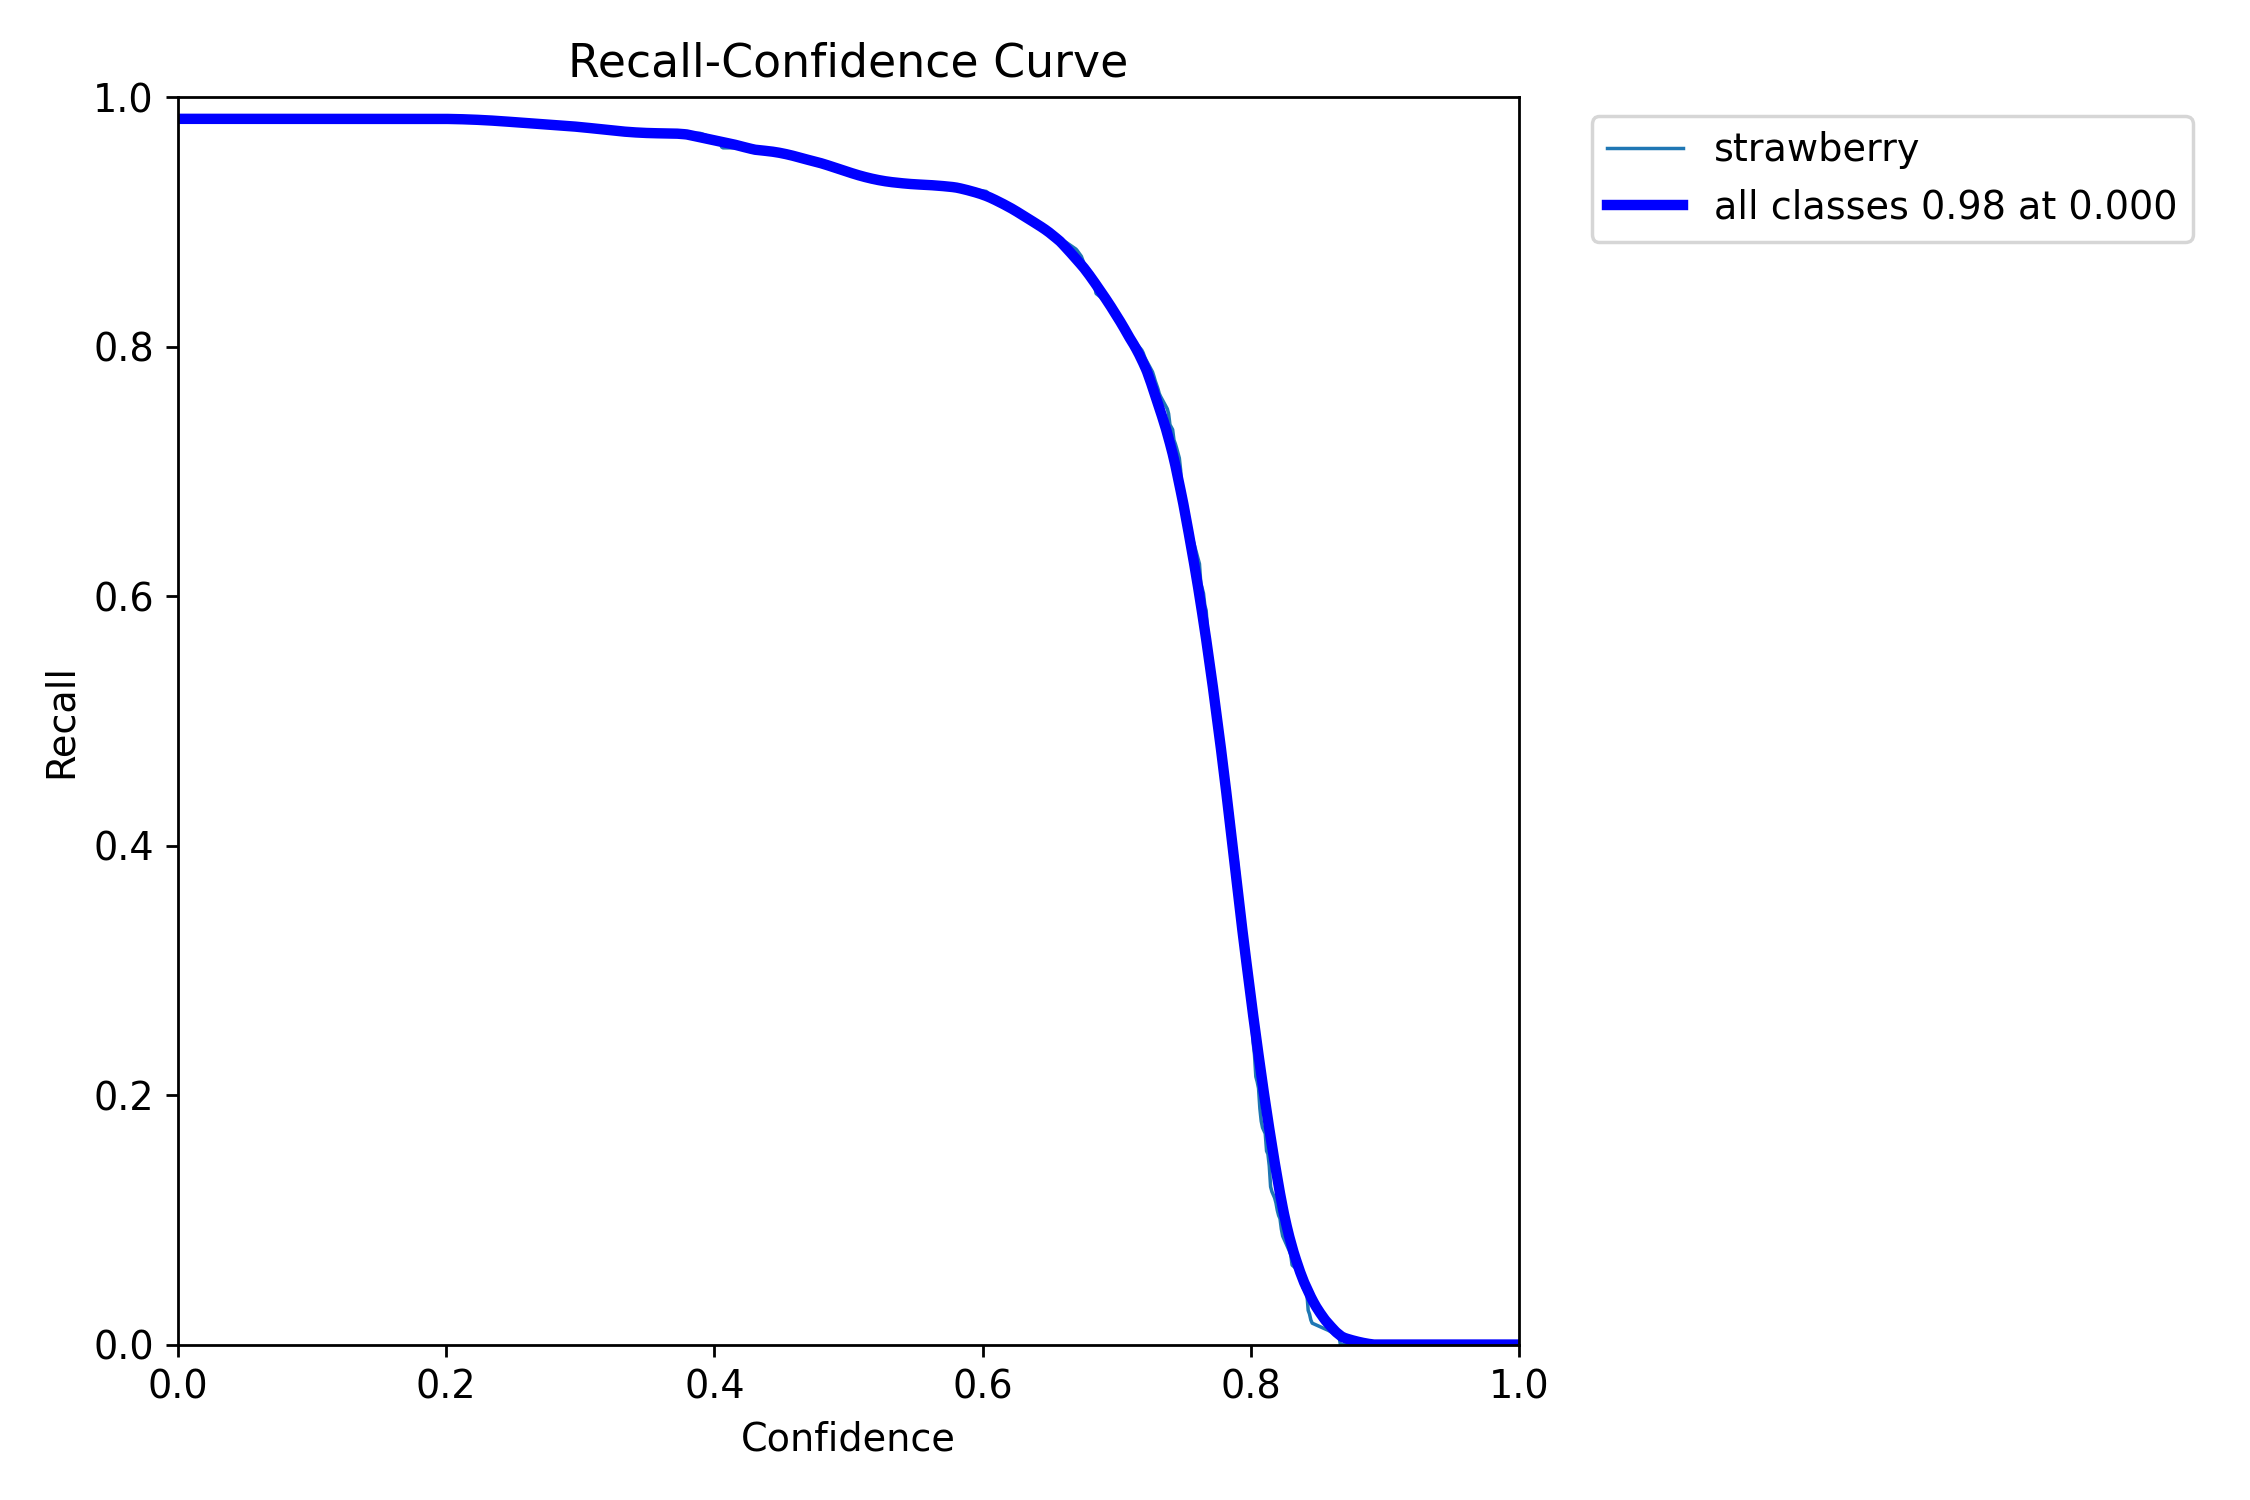 Recall-Confidence Curve
1.0
0.8
0.6
0.4
0.2
0.0
Recall
0.0 0.2 0.4 0.6 0.8 1.0
Confidence
strawberry
all classes 0.98 at 0.000